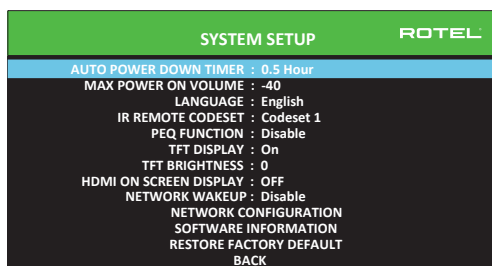 SYSTEM SETUP ROTEL
AUTO POWER DOWN TIMER : 0.5 Hour
MAX POWER ON VOLUME : -40
LANGUAGE : English
IR REMOTE CODESET : Codeset 1
PEQ FUNCTION : Disable
TFT DISPLAY : On
TFT BRIGHTNESS : 0
HDMI ON SCREEN DISPLAY : OFF
NETWORK WAKEUP : Disable
NETWORK CONFIGURATION
SOFTWARE INFORMATION
RESTORE FACTORY DEFAULT
BACK